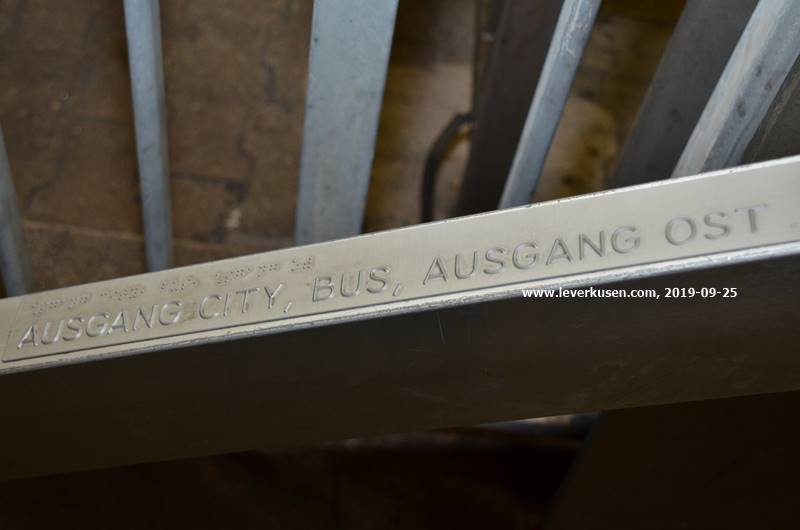 AUSGANG CITY, BUS, AUSGANG OST
www.leverkusen.com, 2019-09-25